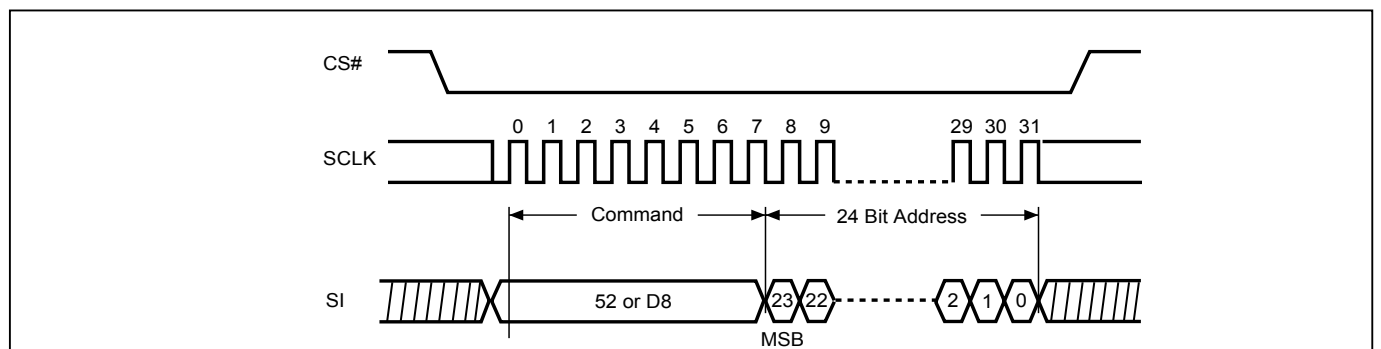 CS#
0 1 2 3 4 5 6 7 8 9 29 30 31
SCLK
Command 24 Bit Address
SI 52 or D8 23 22 2 1 0
MSB